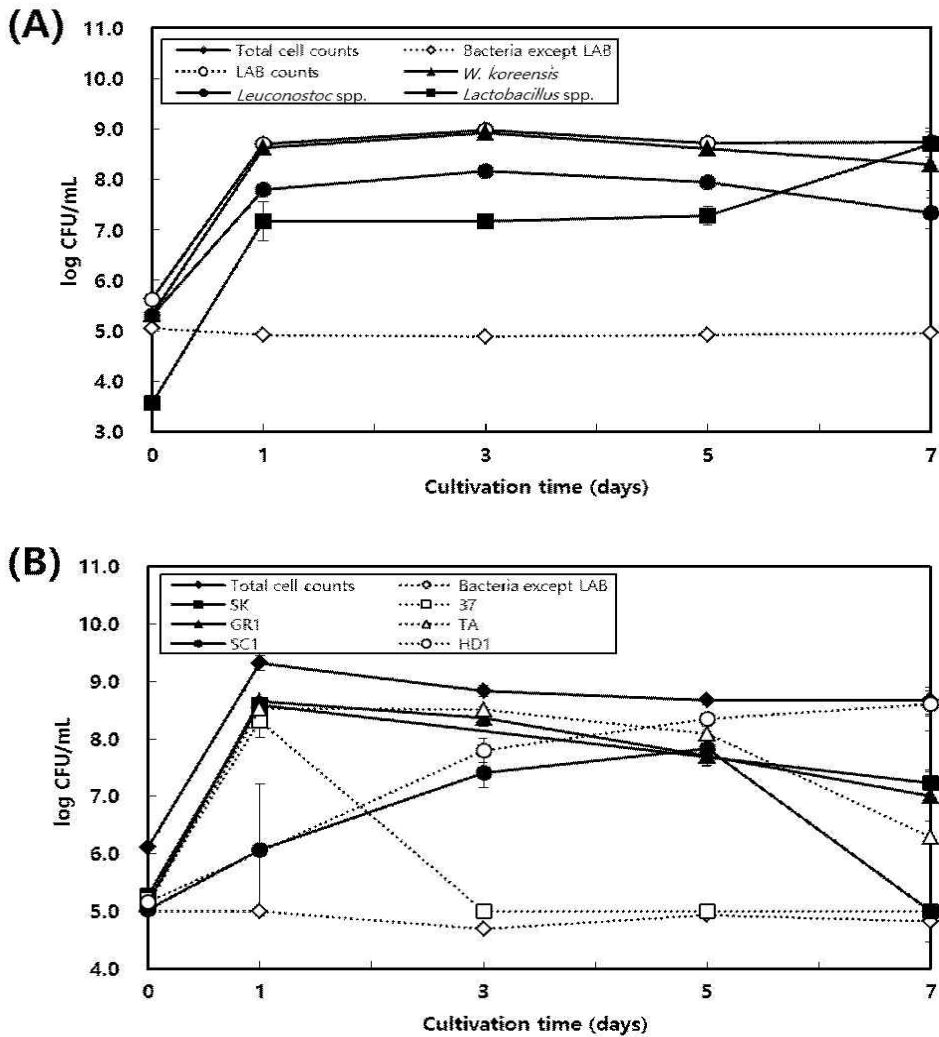 (A)
11.0
10.0
9.0
8.0
7.0
6.0
5.0
4.0
3.0
log CFU/mL
Total cell counts Bacteria except LAB
LAB counts W. koreensis
Leuconostoc spp. Lactobacillus spp.
0 1 3 5 7
Cultivation time (days)
(B)
11.0
10.0
9.0
8.0
7.0
6.0
5.0
4.0
log CFU/mL
Total cell counts Bacteria except LAB
SK 37
GR1 TA
SC1 HD1
0 1 3 5 7
Cultivation time (days)